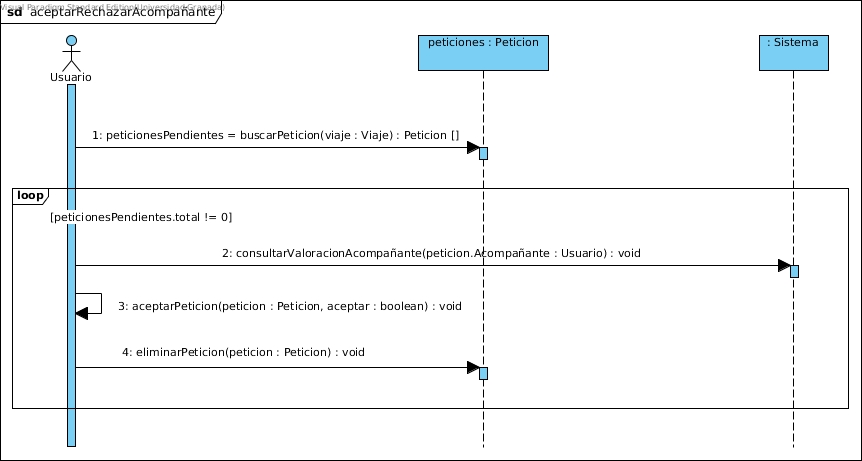 Visual Paradigm Standard Edition(Universidad Granada)
sd aceptarRechazarAcompañante
peticiones : Peticion
: Sistema
Usuario
1: peticionesPendientes = buscarPeticion(viaje : Viaje) : Peticion []
loop
[peticionesPendientes.total != 0]
2: consultarValoracionAcompañante(peticion.Acompañante : Usuario) : void
3: aceptarPeticion(peticion : Peticion, aceptar : boolean) : void
4: eliminarPeticion(peticion : Peticion) : void